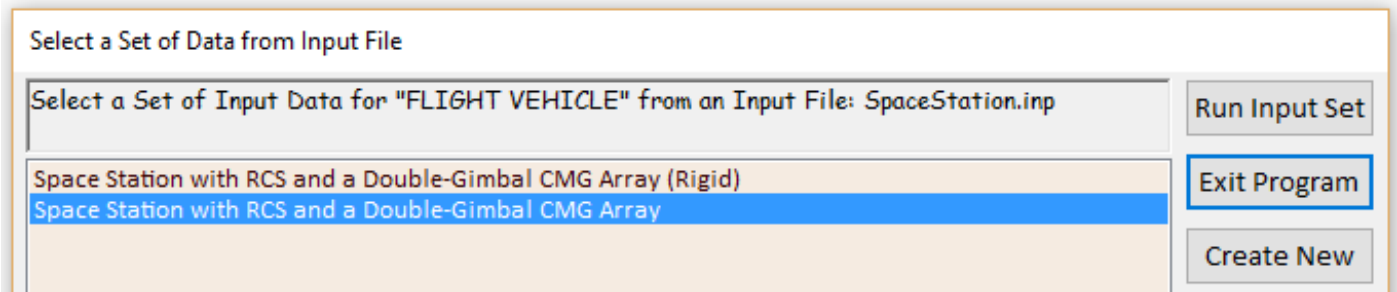 Select a Set of Data from Input File
Select a Set of Input Data for "FLIGHT VEHICLE" from an Input File: SpaceStation.inp
Run Input Set
Space Station with RCS and a Double-Gimbal CMG Array (Rigid)
Exit Program
Space Station with RCS and a Double-Gimbal CMG Array
Create New